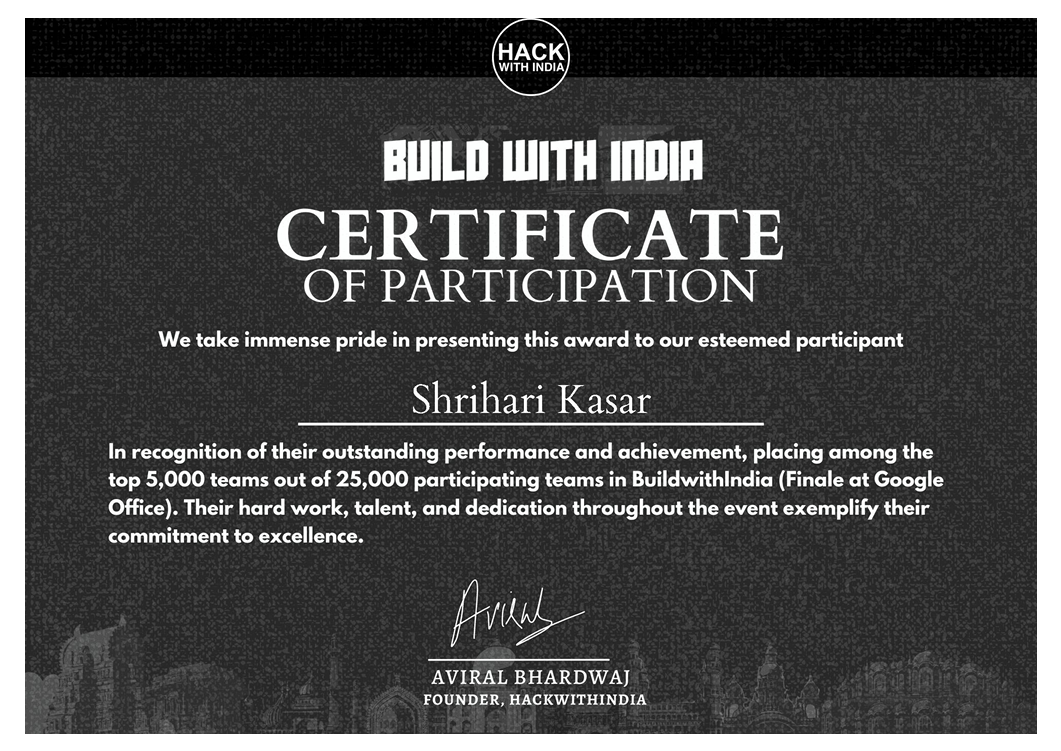 HACK
WITH INDIA
BUILD WITH INDIA
CERTIFICATE
OF PARTICIPATION
We take immense pride in presenting this award to our esteemed participant
Shrihari Kasar
In recognition of their outstanding performance and achievement, placing among the
top 5,000 teams out of 25,000 participating teams in BuildwithIndia (Finale at Google
Office). Their hard work, talent, and dedication throughout the event exemplify their
commitment to excellence.
Aviral
AVIRAL BHARDWAJ
FOUNDER, HACKWITHINDIA